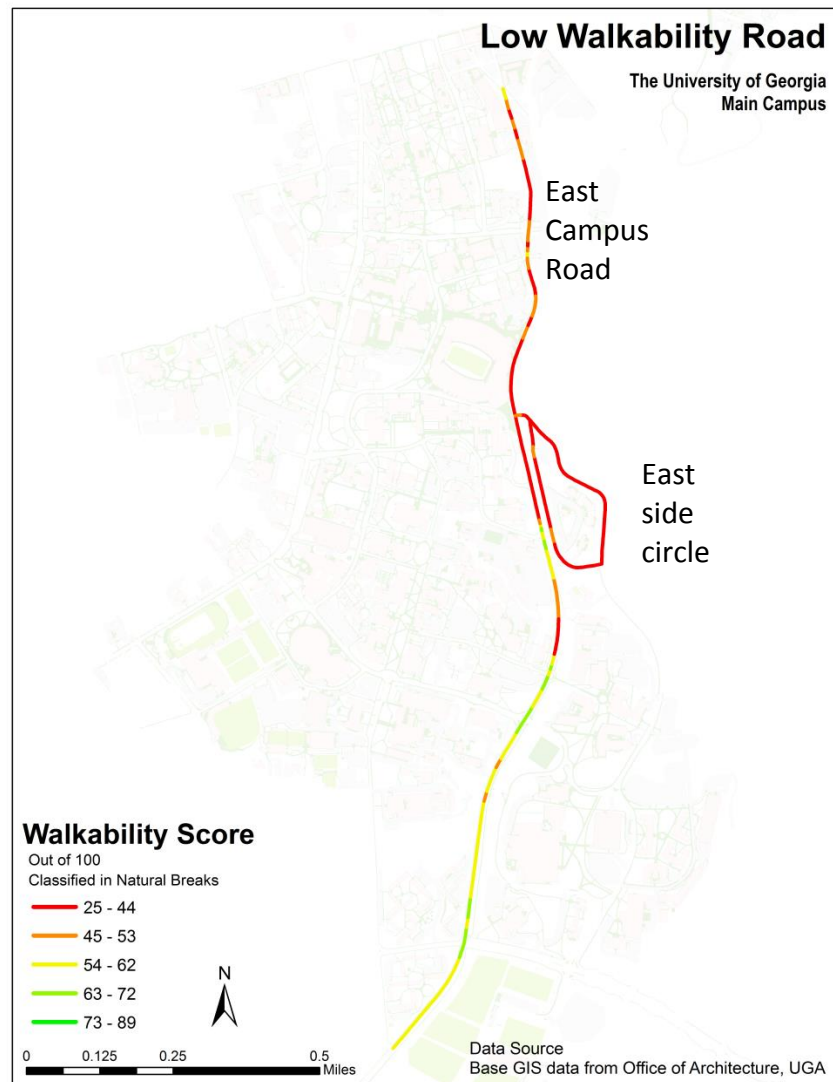 Low Walkability Road
The University of Georgia
Main Campus
East
Campus
Road
East
side
circle
Walkability Score
Out of 100
Classified in Natural Breaks
25 - 44
45 - 53
54 - 62
63 - 72
73 - 89
N
0 0.125 0.25 0.5
Miles
Data Source
Base GIS data from Office of Architecture, UGA